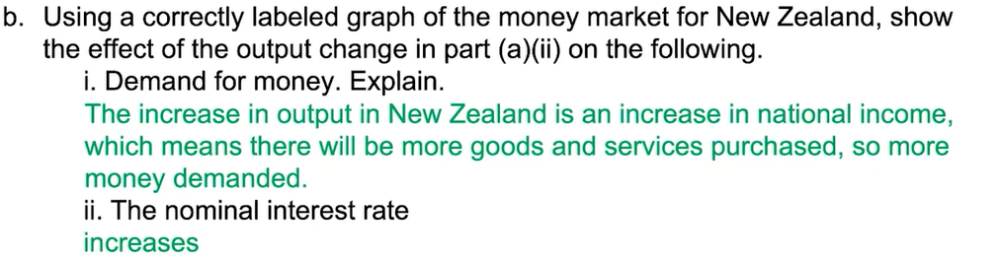 b. Using a correctly labeled graph of the money market for New Zealand, show
the effect of the output change in part (a)(ii) on the following.
i. Demand for money. Explain.
The increase in output in New Zealand is an increase in national income,
which means there will be more goods and services purchased, so more
money demanded.
ii. The nominal interest rate
increases